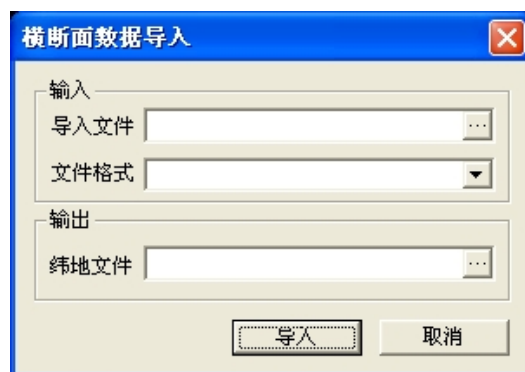 横断面数据导入
输入
导入文件
文件格式
输出
纬地文件
导入 取消